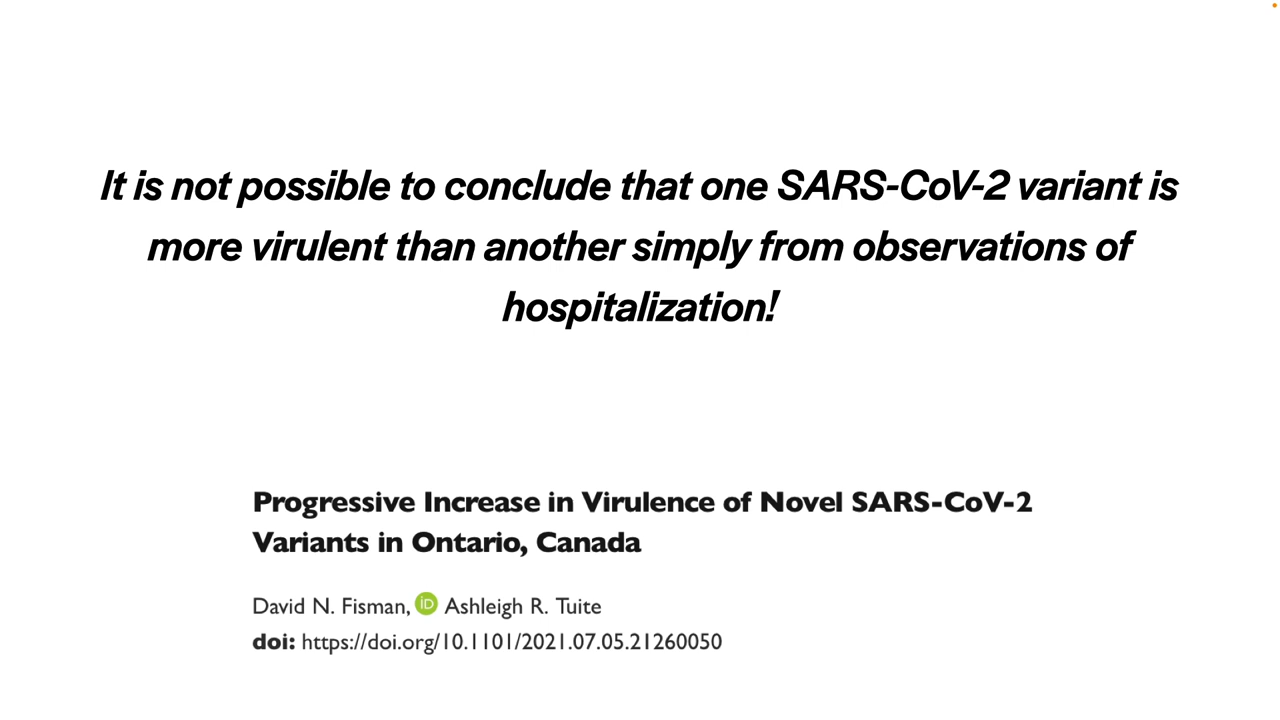 It is not possible to conclude that one SARS-CoV-2 variant is
more virulent than another simply from observations of
hospitalization!
Progressive Increase in Virulence of Novel SARS-CoV-2
Variants in Ontario, Canada
David N. Fisman, iD Ashleigh R. Tuite
doi: https://doi.org/10.1101/2021.07.05.21260050